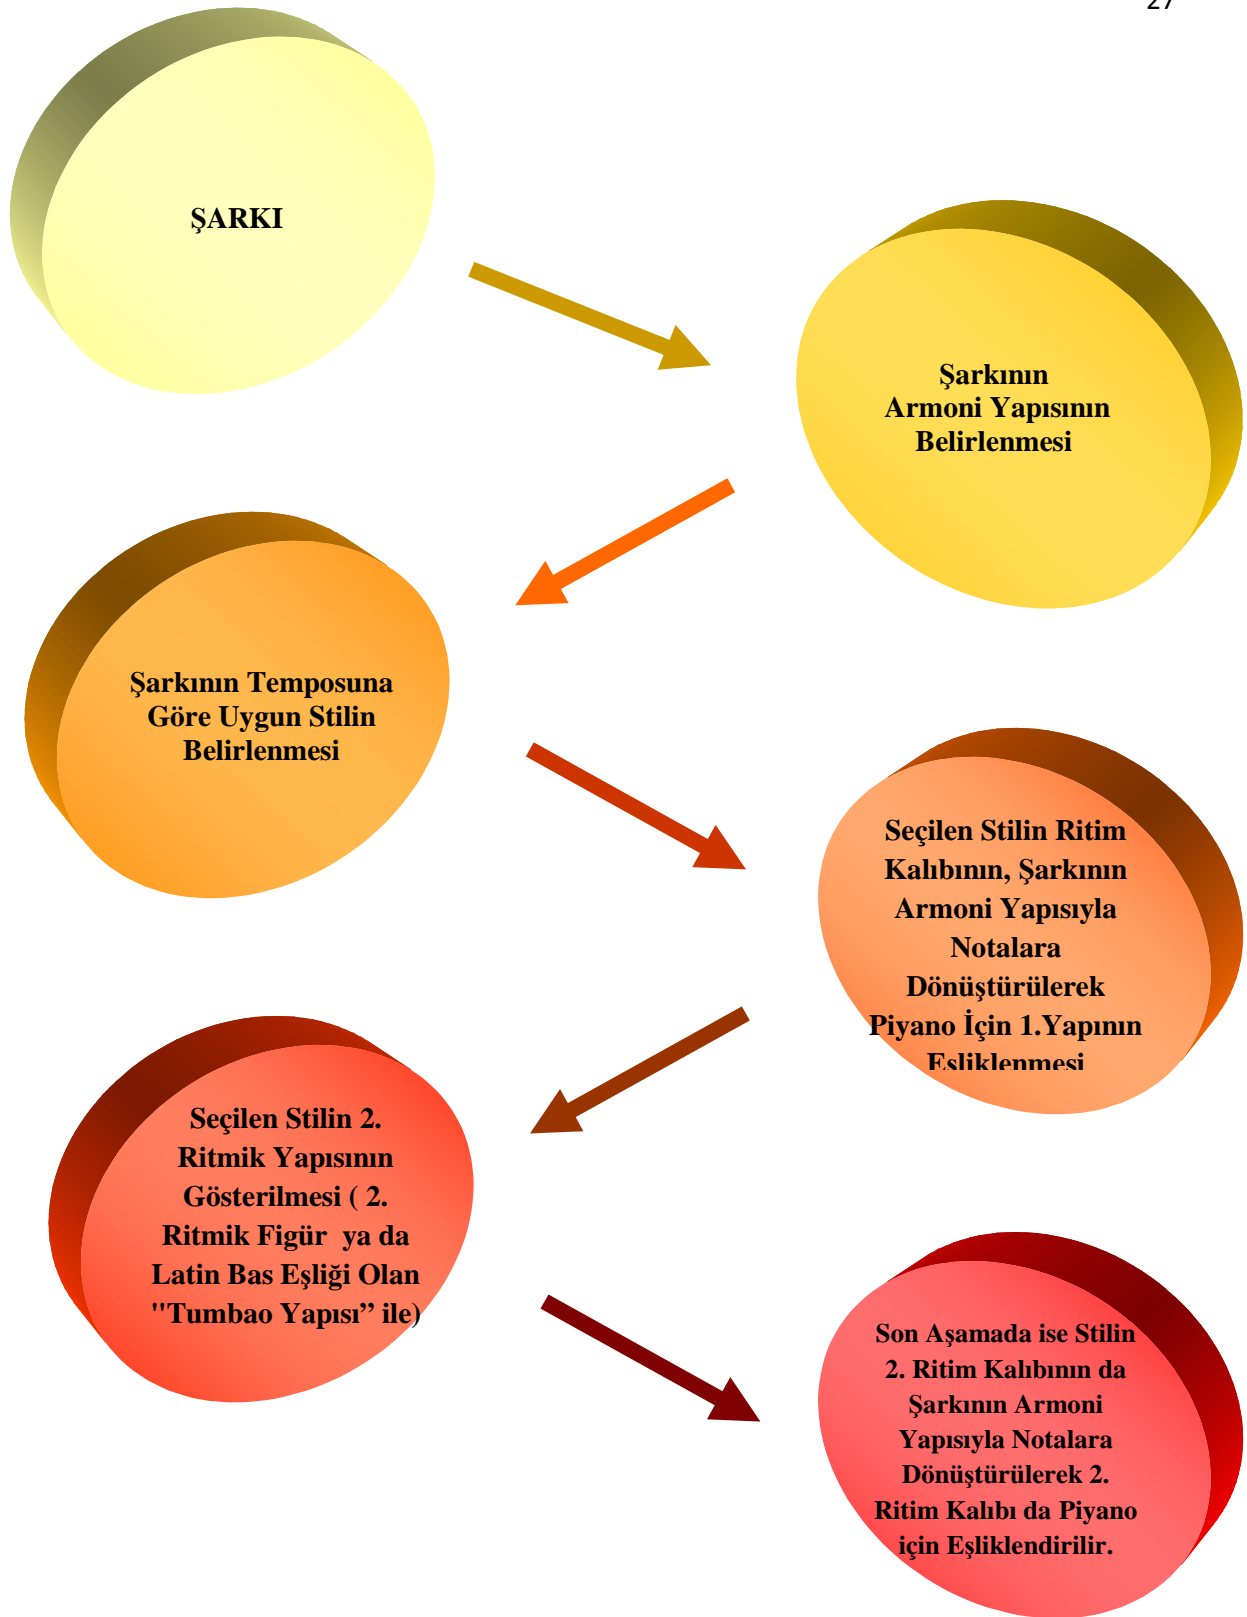 27
ŞARKI
Şarkının
Armoni Yapısının
Belirlenmesi
Şarkının Temposuna
Göre Uygun Stilin
Belirlenmesi
Seçilen Stilin Ritim
Kalıbının, Şarkının
Armoni Yapısıyla
Notalara
Dönüştürülerek
Piyano İçin 1.Yapının
Eşliklenmesi
Seçilen Stilin 2.
Ritmik Yapısının
Gösterilmesi ( 2.
Ritmik Figür  ya da
Latin Bas Eşliği Olan
"Tumbao Yapısı” ile)
Son Aşamada ise Stilin
2. Ritim Kalıbının da
Şarkının Armoni
Yapısıyla Notalara
Dönüştürülerek 2.
Ritim Kalıbı da Piyano
için Eşliklendirilir.